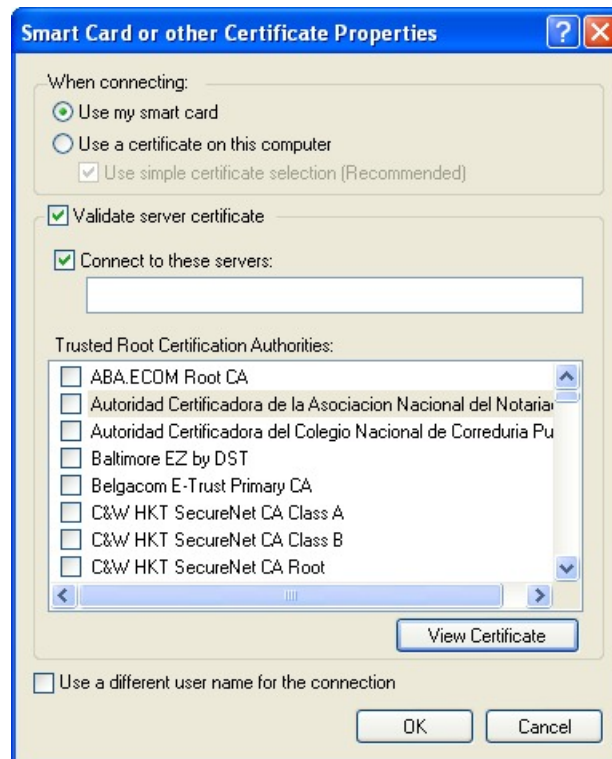 Smart Card or other Certificate Properties
When connecting:
Use my smart card
Use a certificate on this computer
Use simple certificate selection (Recommended)
Validate server certificate
Connect to these servers:
Trusted Root Certification Authorities:
ABA.ECOM Root CA
Autoridad Certificadora de la Asociacion Nacional del Notaria
Autoridad Certificadora del Colegio Nacional de Correduria Pu
Baltimore EZ by DST
Belgacom E-Trust Primary CA
C&W HKT SecureNet CA Class A
C&W HKT SecureNet CA Class B
C&W HKT SecureNet CA Root
View Certificate
Use a different user name for the connection
OK Cancel